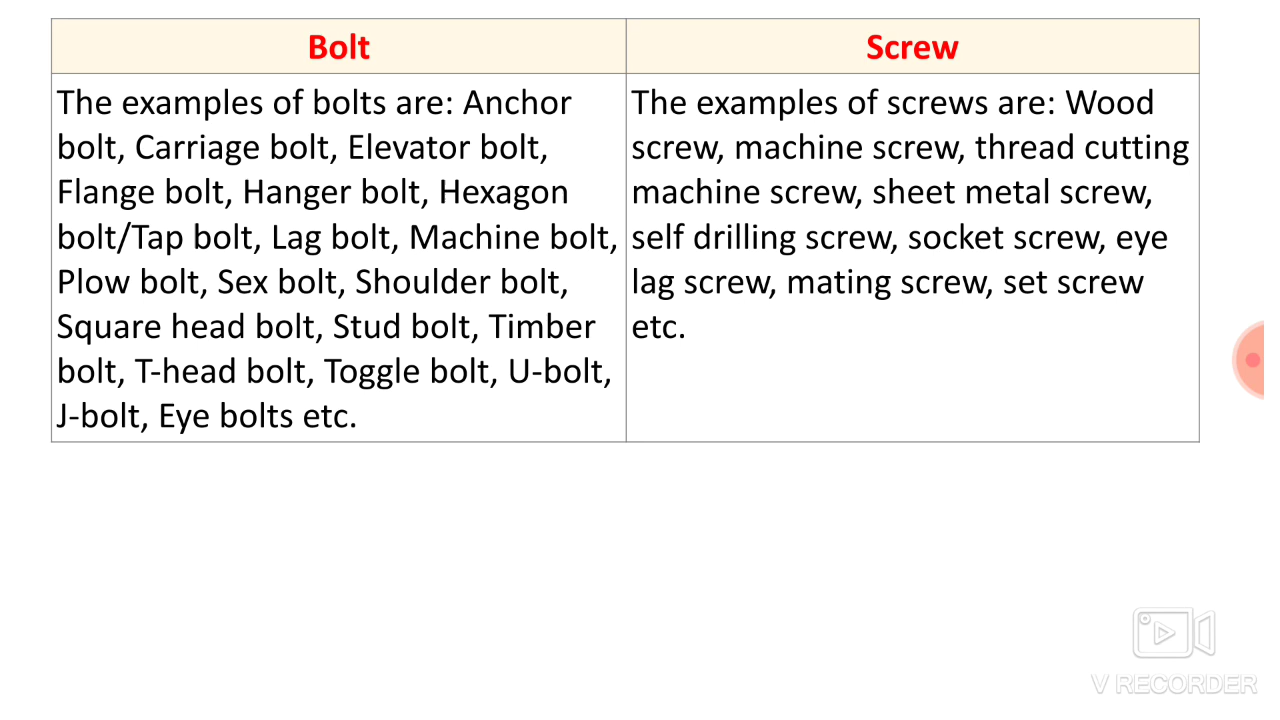 Bolt
Screw
The examples of bolts are: Anchor
bolt, Carriage bolt, Elevator bolt,
Flange bolt, Hanger bolt, Hexagon
bolt/Tap bolt, Lag bolt, Machine bolt,
Plow bolt, Sex bolt, Shoulder bolt,
Square head bolt, Stud bolt, Timber
bolt, T-head bolt, Toggle bolt, U-bolt,
J-bolt, Eye bolts etc.
The examples of screws are: Wood
screw, machine screw, thread cutting
machine screw, sheet metal screw,
self drilling screw, socket screw, eye
lag screw, mating screw, set screw
etc.
V RECORDER